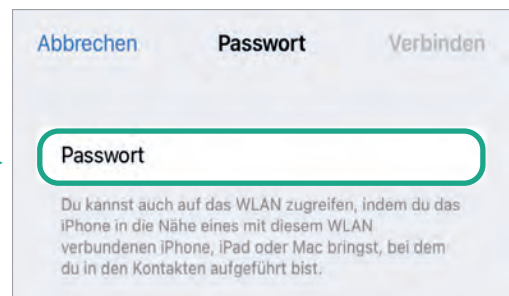 Abbrechen Passwort Verbinden
Passwort
Du kannst auch auf das WLAN zugreifen, indem du das
iPhone in die Nähe eines mit diesem WLAN
verbundenen iPhone, iPad oder Mac bringst, bei dem
du in den Kontakten aufgeführt bist.